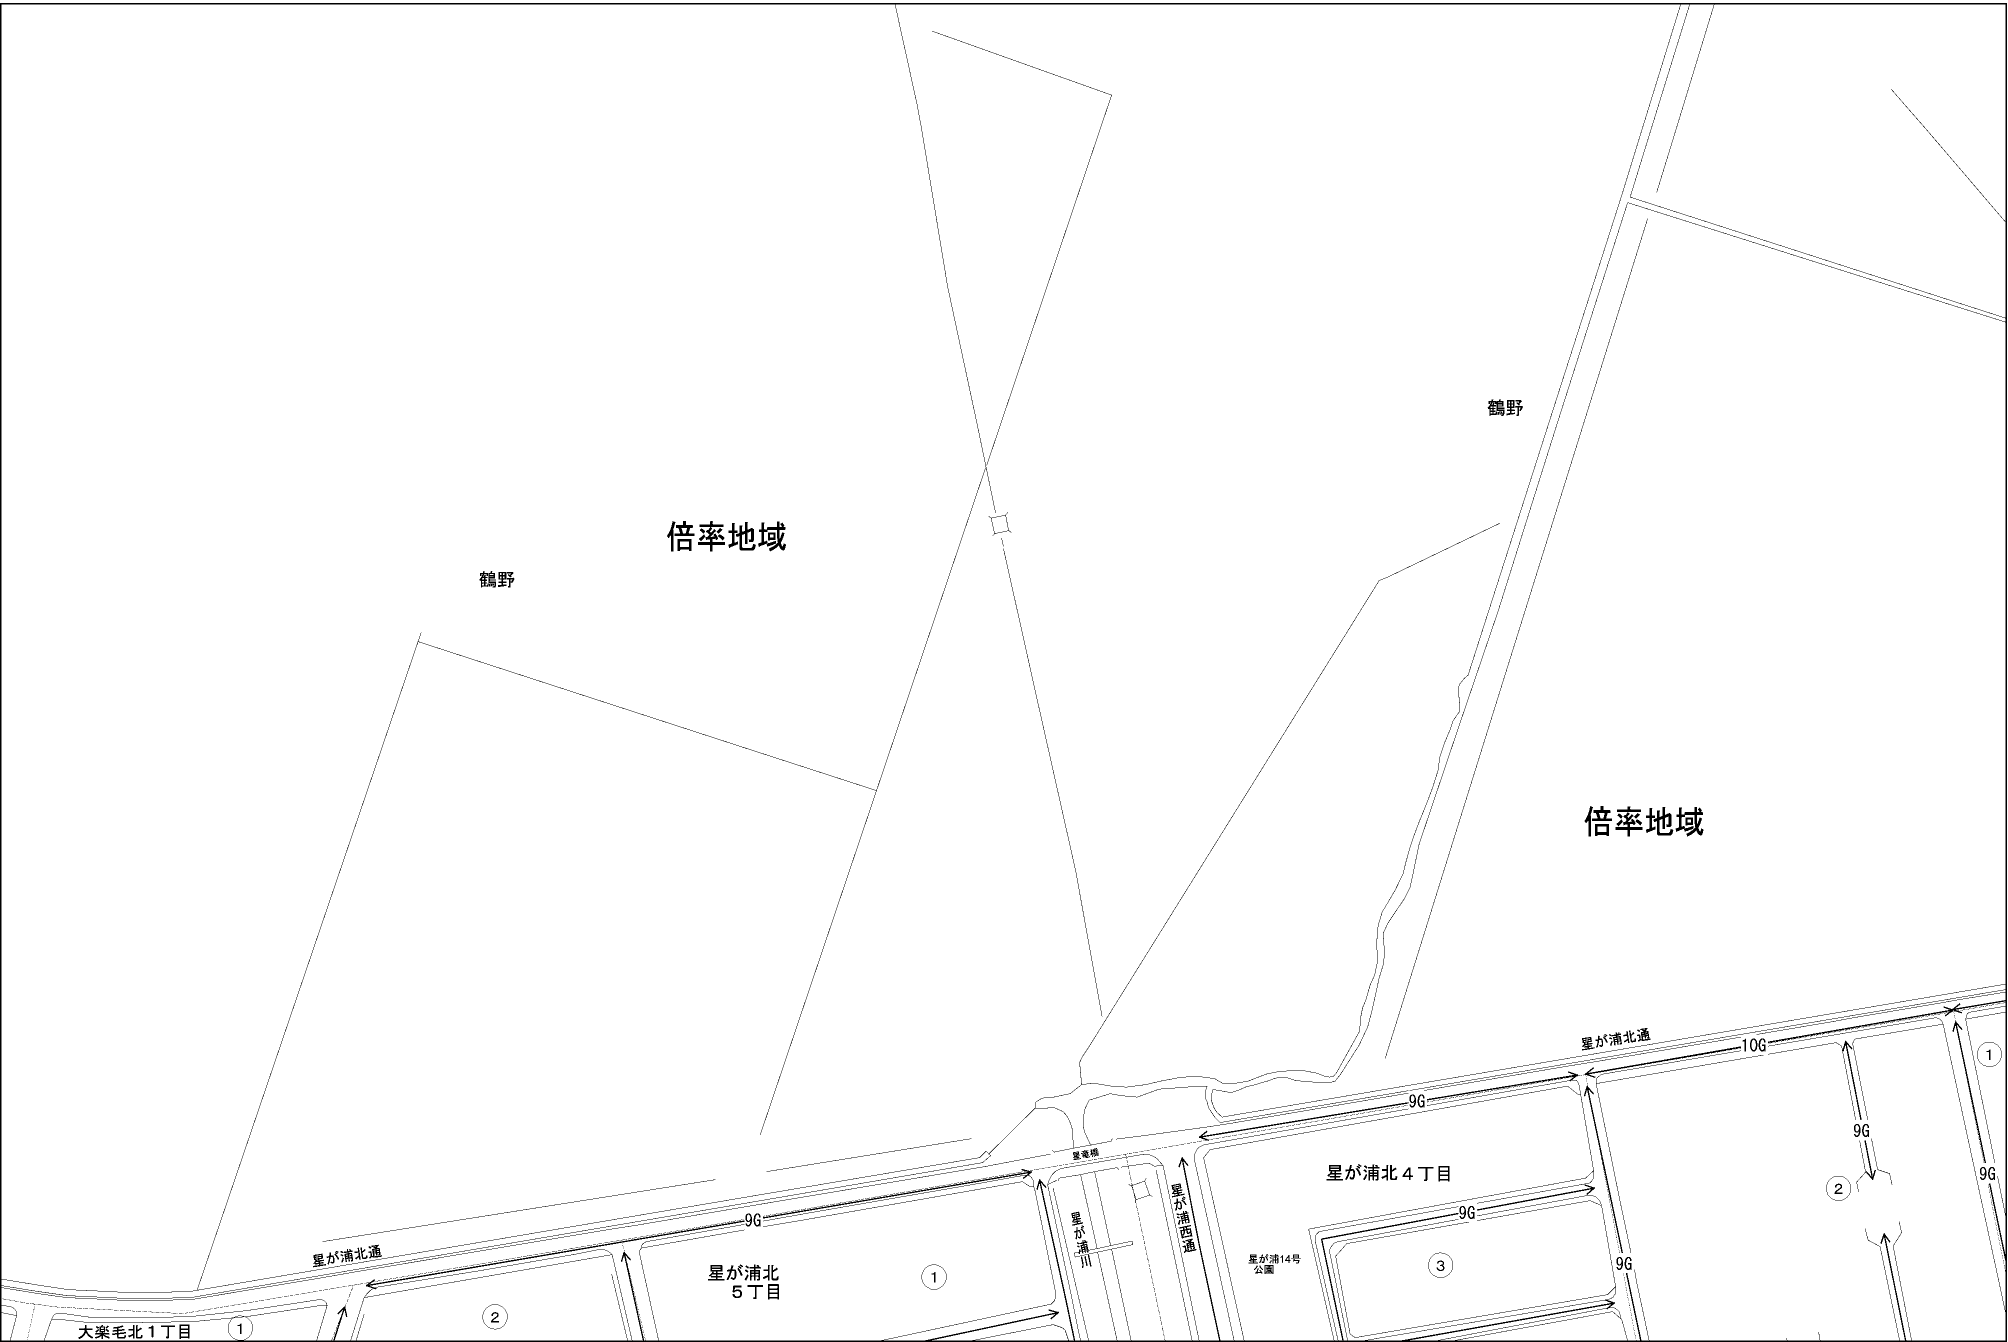 鶴野
倍率地域
鶴野
倍率地域
星が浦北通
10G
①
9G
9G
星竜橋
星が浦北４丁目
9G
②
星が浦西通
9G
9G
星が浦川
星が浦北通
星が浦14号
公園
③
9G
星が浦北
５丁目
①
②
大楽毛北１丁目
①